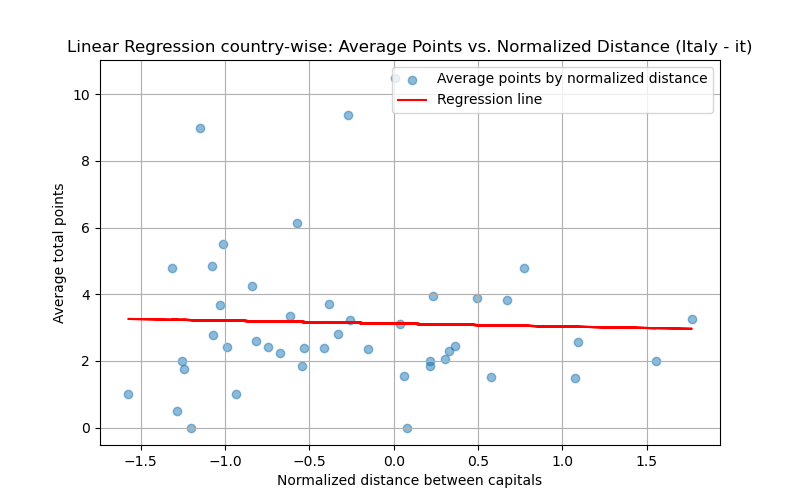 Linear Regression country-wise: Average Points vs. Normalized Distance (Italy - it)
Average points by normalized distance
Regression line
10
8
6
4
2
0
Average total points
−1.5 −1.0 −0.5 0.0 0.5 1.0 1.5
Normalized distance between capitals